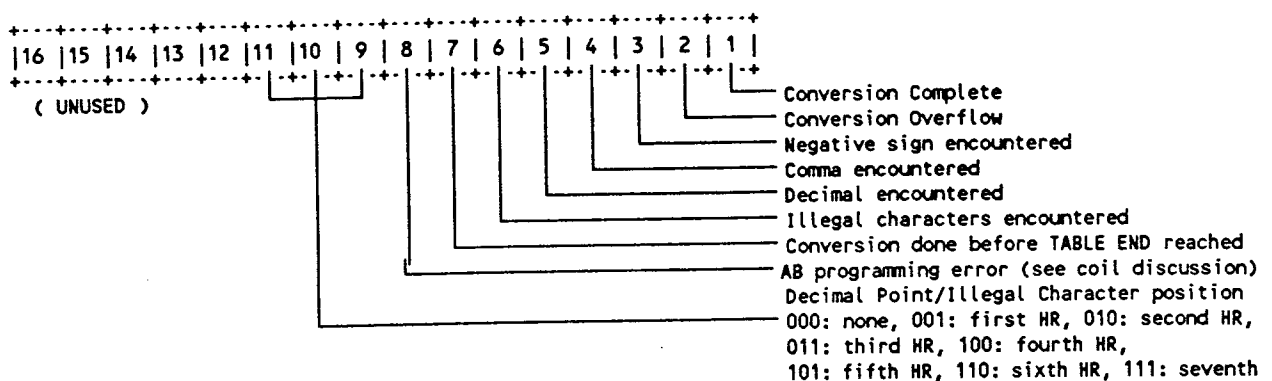 |16 |15 |14 |13 |12 |11 |10 | 9 | 8 | 7 | 6 | 5 | 4 | 3 | 2 | 1 |
( UNUSED )
Conversion Complete
Conversion Overflow
Negative sign encountered
Comma encountered
Decimal encountered
Illegal characters encountered
Conversion done before TABLE END reached
AB programming error (see coil discussion)
Decimal Point/Illegal Character position
000: none, 001: first HR, 010: second HR,
011: third HR, 100: fourth HR,
101: fifth HR, 110: sixth HR, 111: seventh